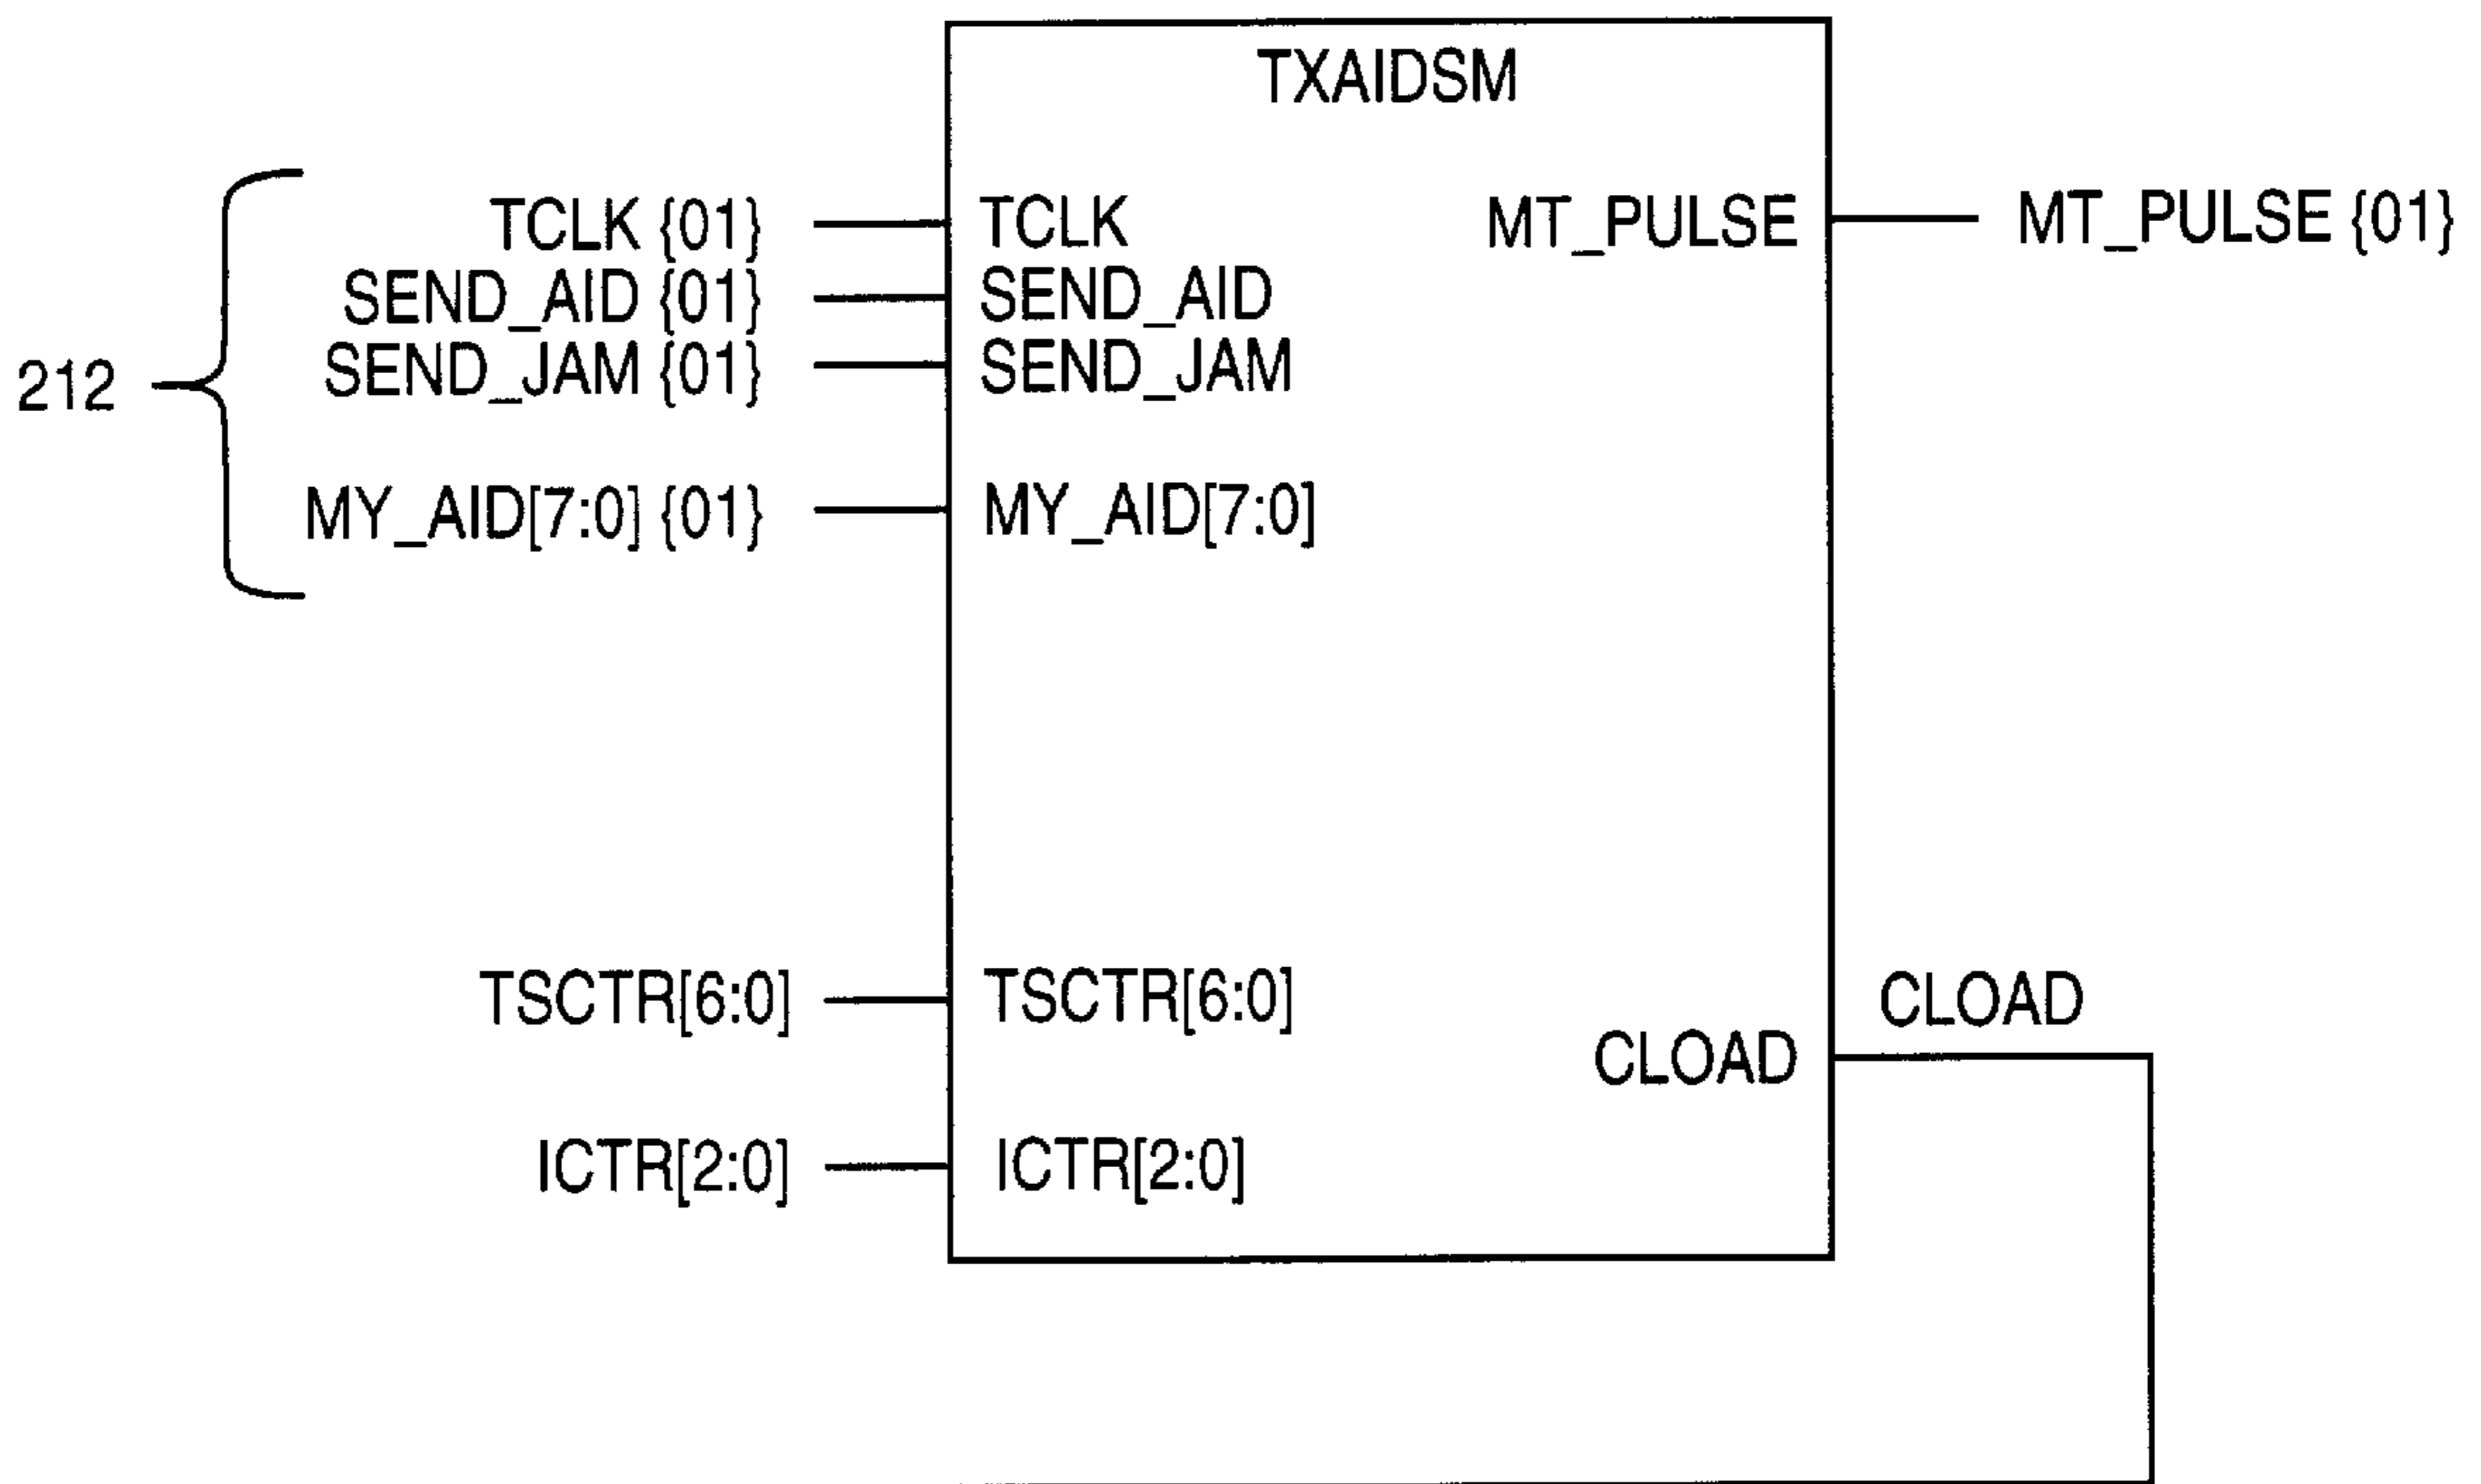 TXAIDSM
TCLK {01} TCLK MT_PULSE MT_PULSE {01}
SEND_AID {01} SEND_AID
SEND_JAM {01} SEND_JAM
212
MY_AID[7:0] {01} MY_AID[7:0]
TSCTR[6:0] TSCTR[6:0] CLOAD
CLOAD
ICTR[2:0] ICTR[2:0]